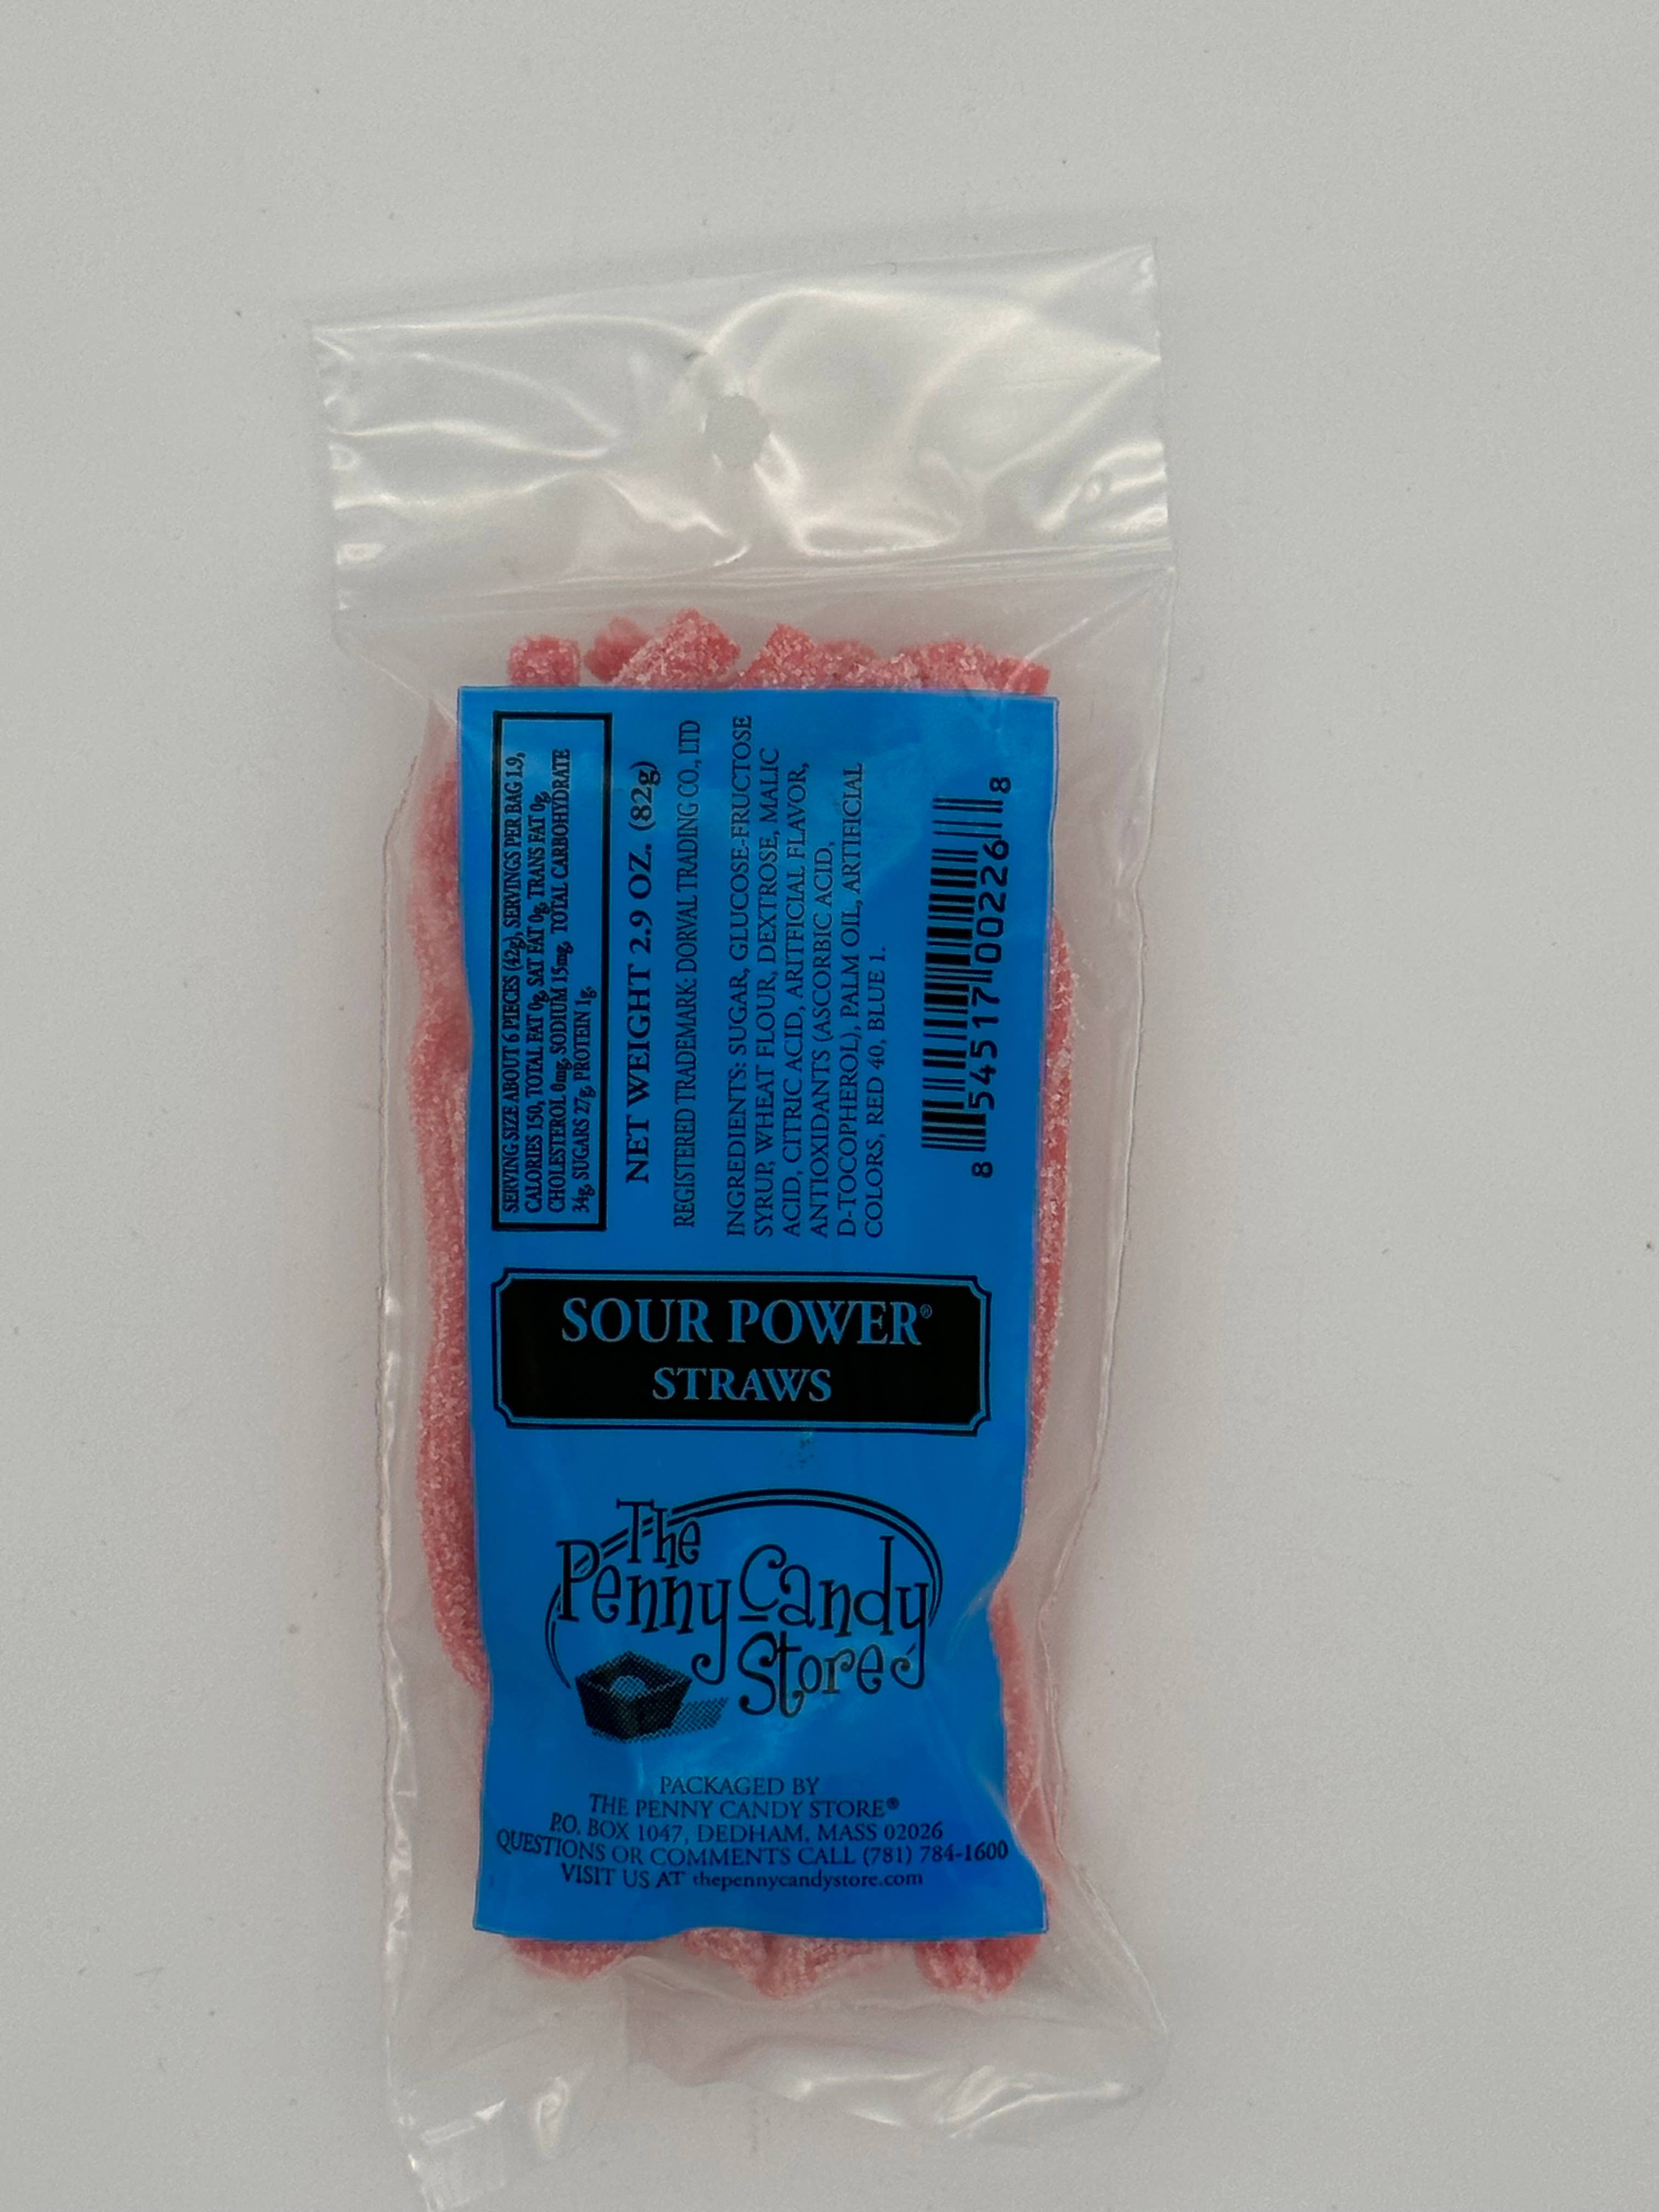 SERVING SIZE ABOUT 6 PIECES (42g), SERVINGS PER BAG 1.9,
CALORIES 150, TOTAL FAT 0g, SAT FAT 0g, TRANS FAT 0g,
CHOLESTEROL 0mg, SODIUM 15mg, TOTAL CARBOHYDRATE
34g, SUGARS 27g, PROTEIN 1g.
NET WEIGHT 2.9 OZ. (82g)
REGISTERED TRADEMARK: DORVAL TRADING CO., LTD
INGREDIENTS: SUGAR, GLUCOSE-FRUCTOSE
SYRUP, WHEAT FLOUR, DEXTROSE, MALIC
ACID, CITRIC ACID, ARITFICIAL FLAVOR,
ANTIOXIDANTS (ASCORBIC ACID,
D-TOCOPHEROL), PALM OIL, ARTIFICIAL
COLORS, RED 40, BLUE 1.
8 54517 00226 8
SOUR POWER®
STRAWS
The
Penny Candy
Store
PACKAGED BY
THE PENNY CANDY STORE®
P.O. BOX 1047, DEDHAM, MASS 02026
QUESTIONS OR COMMENTS CALL (781) 784-1600
VISIT US AT thepennycandystore.com